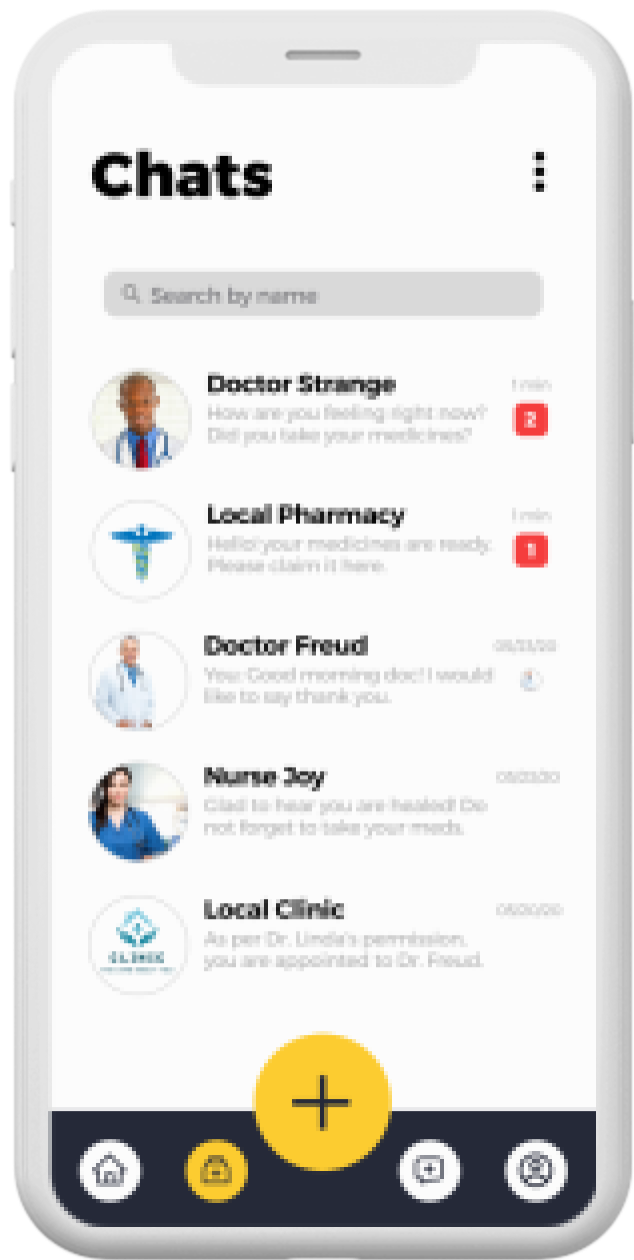 Chats
Search by name
Doctor Strange
1 min
How are you feeling right now?
2
Did you take your medicines?
Local Pharmacy
1 min
Hello! your medicines are ready.
1
Please claim it here.
Doctor Freud
You: Good morning doc! I would
like to say thank you.
Nurse Joy
05/23/20
Glad to hear you are healed! Do
not forget to take your meds.
Local Clinic
05/20/20
As per Dr. Linda's permission,
you are appointed to Dr. Freud.
CLINIC